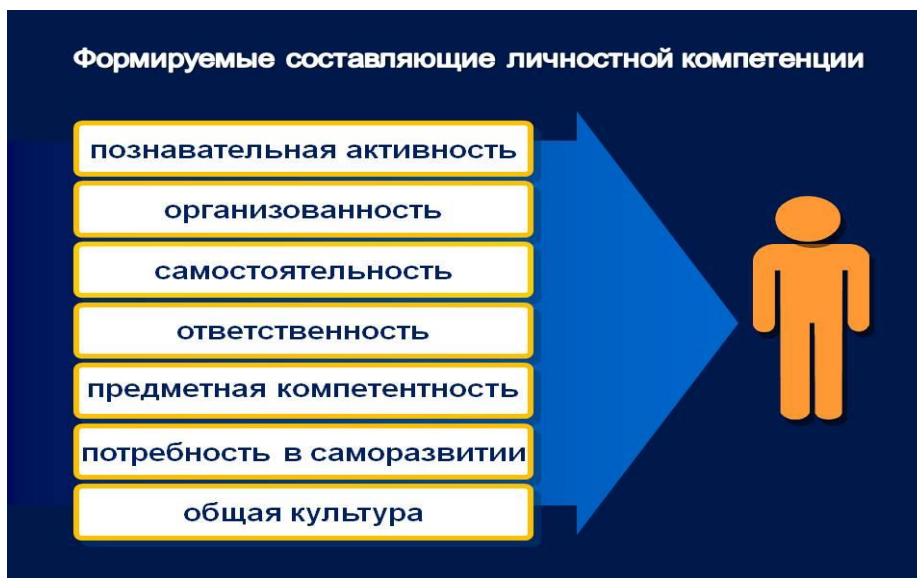 Формируемые составляющие личностной компетенции
познавательная активность
организованность
самостоятельность
ответственность
предметная компетентность
потребность в саморазвитии
общая культура